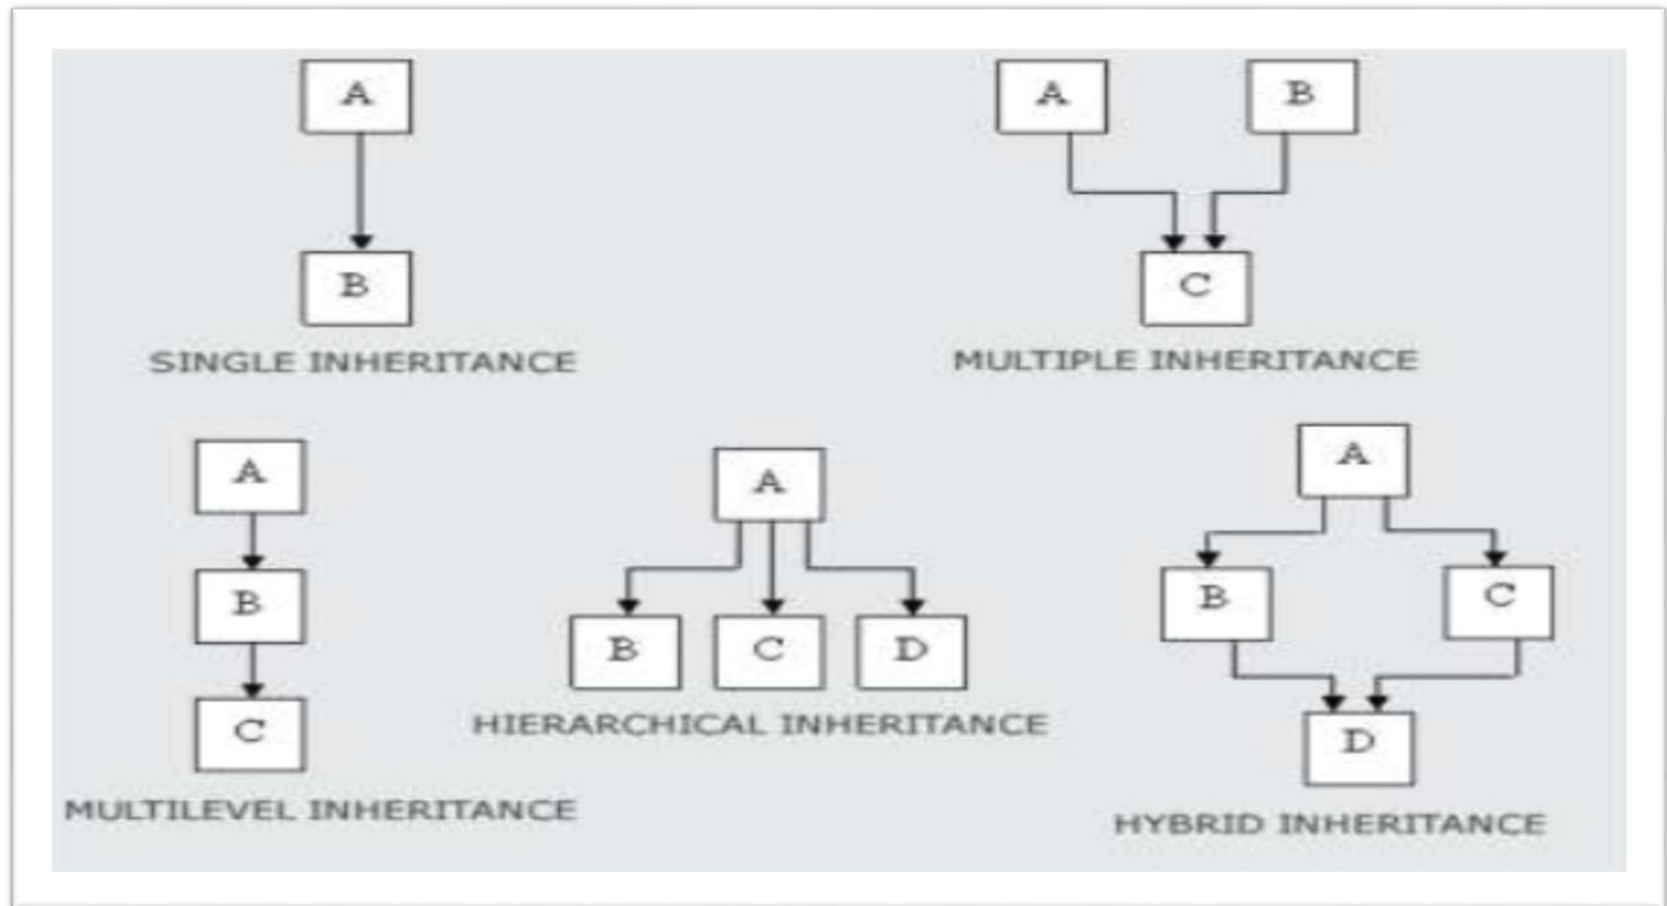 A
B
SINGLE INHERITANCE
A B
C
MULTIPLE INHERITANCE
A
B
C
MULTILEVEL INHERITANCE
A
B C D
HIERARCHICAL INHERITANCE
A
B C
D
HYBRID INHERITANCE